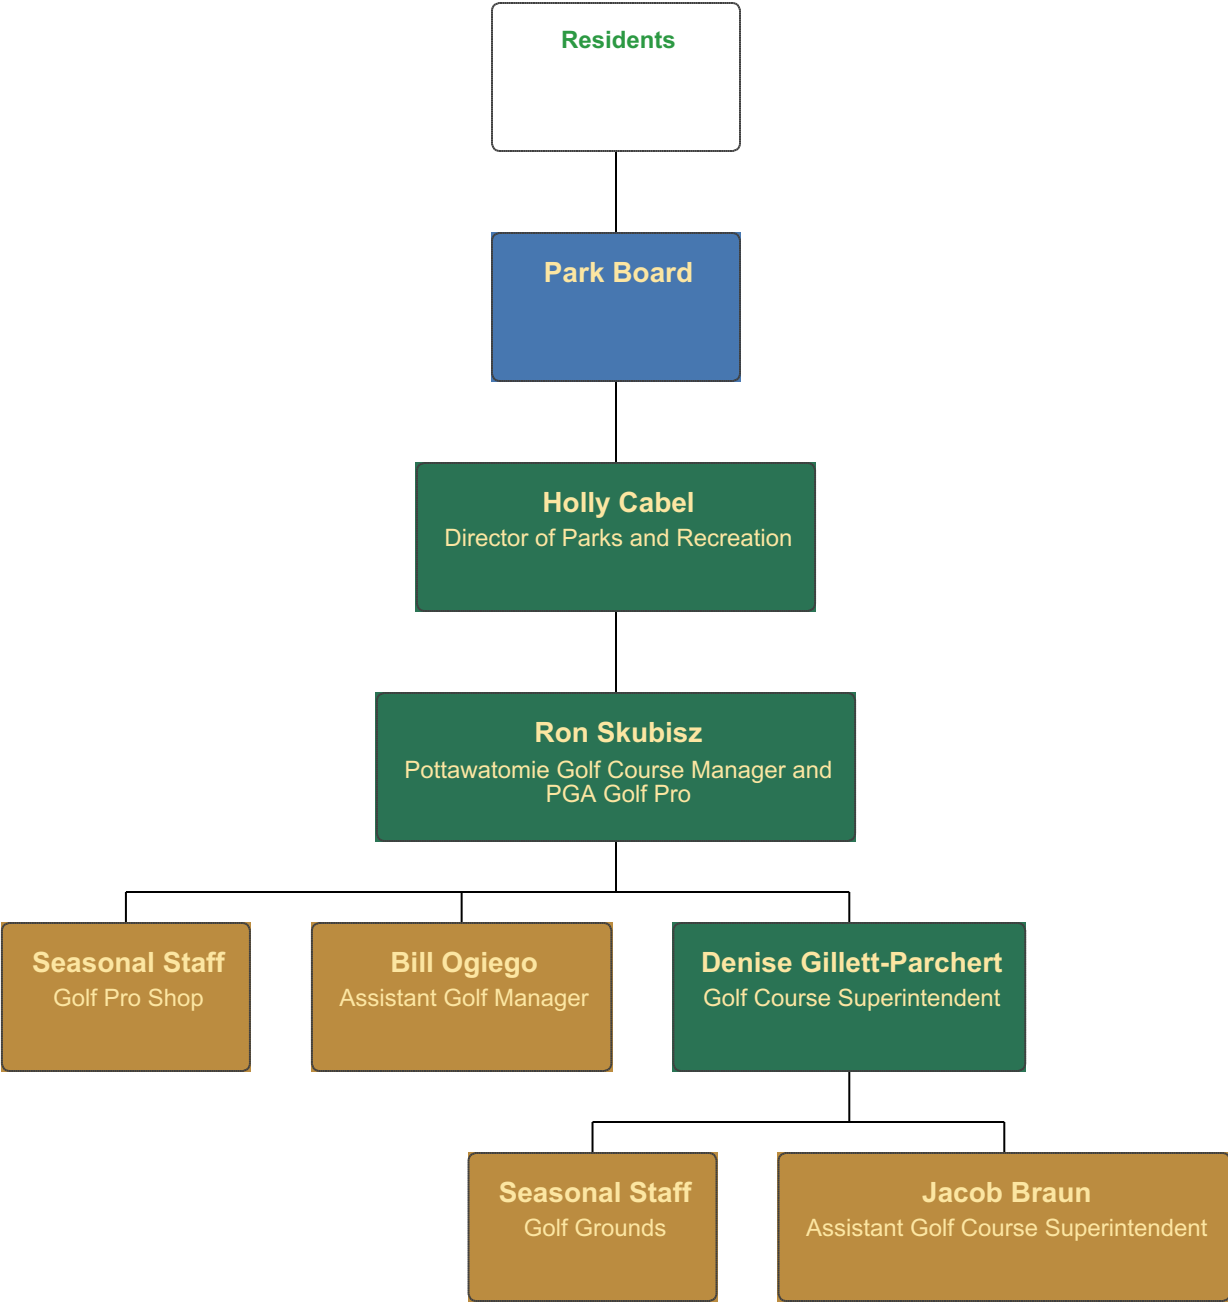 Residents
Park Board
Holly Cabel
Director of Parks and Recreation
Ron Skubisz
Pottawatomie Golf Course Manager and
PGA Golf Pro
Seasonal Staff
Golf Pro Shop
Bill Ogiego
Assistant Golf Manager
Denise Gillett-Parchert
Golf Course Superintendent
Seasonal Staff
Golf Grounds
Jacob Braun
Assistant Golf Course Superintendent